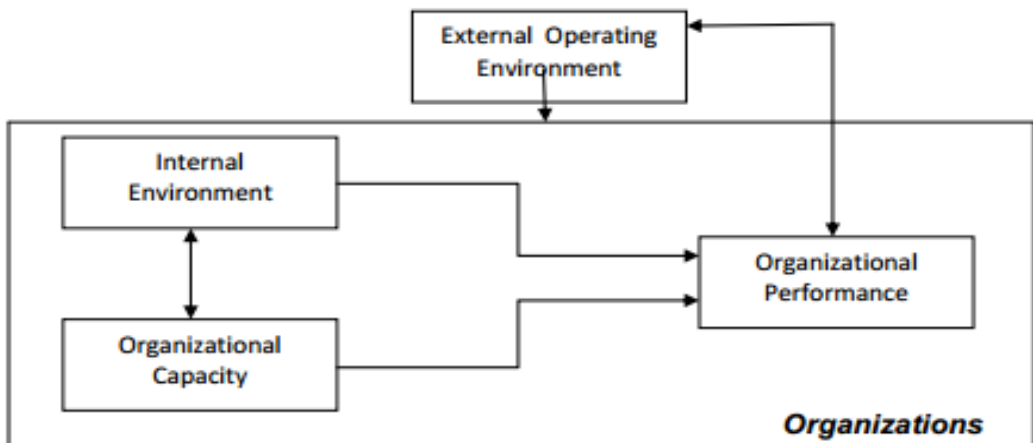 External Operating
Environment
Internal
Environment
Organizational
Performance
Organizational
Capacity
Organizations